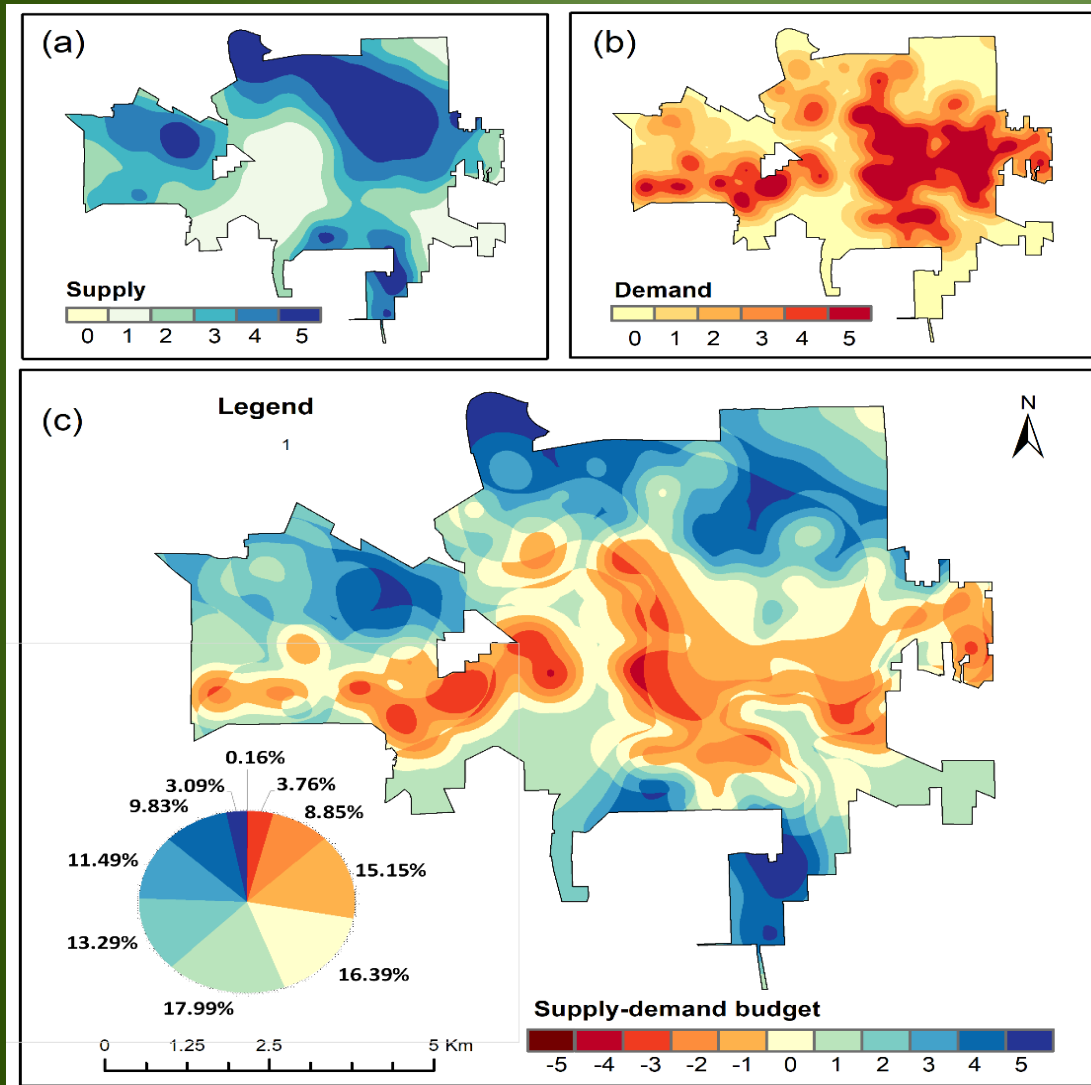 (a)
Supply
0 1 2 3 4 5
(b)
Demand
0 1 2 3 4 5
(c)
Legend
1
N
0.16%
3.09%
3.76%
9.83%
8.85%
11.49%
15.15%
13.29%
16.39%
17.99%
0 1.25 2.5 5 Km
Supply-demand budget
-5 -4 -3 -2 -1 0 1 2 3 4 5